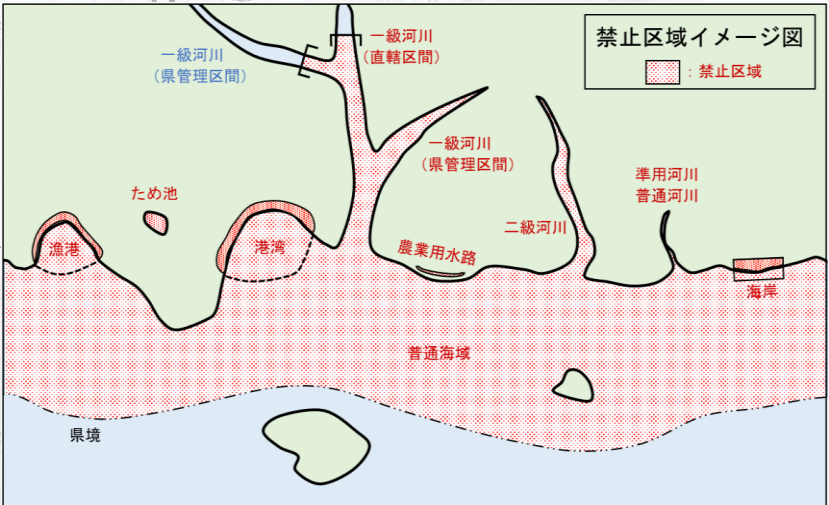 禁止区域イメージ図
：禁止区域
一級河川
（直轄区間）
一級河川
（県管理区間）
一級河川
（県管理区間）
準用河川
普通河川
ため池
二級河川
漁港
港湾
農業用水路
海岸
普通海域
県境